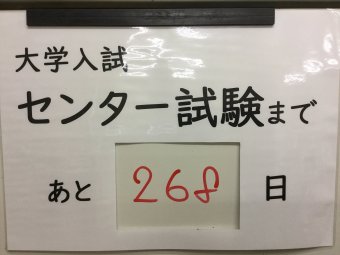 大学入試
センター試験まで
あと 268 日